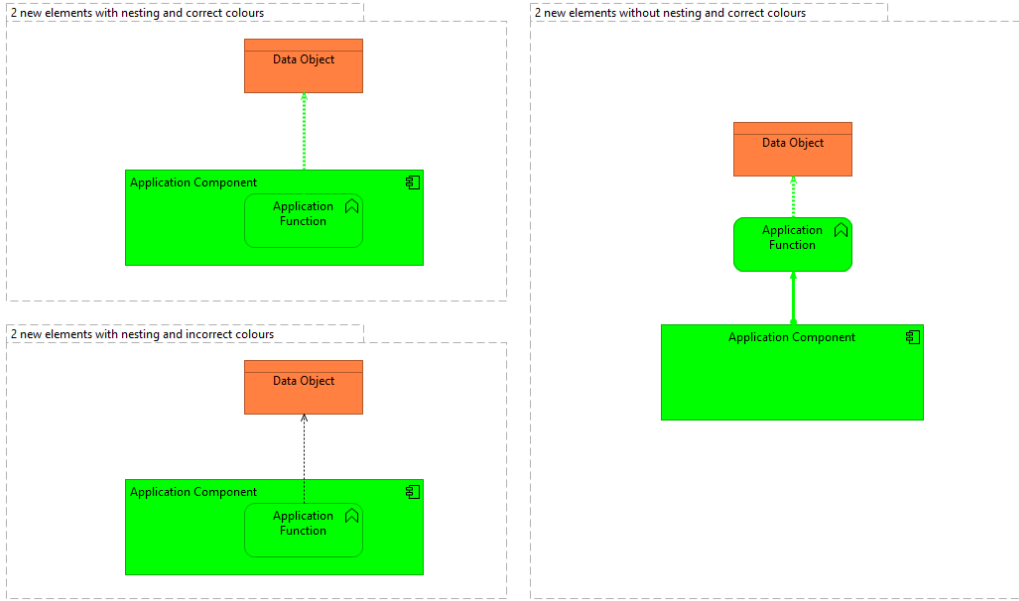 2 new elements with nesting and correct colours
Data Object
Application Component
Application
Function
2 new elements with nesting and incorrect colours
Data Object
Application Component
Application
Function
2 new elements without nesting and correct colours
Data Object
Application
Function
Application Component